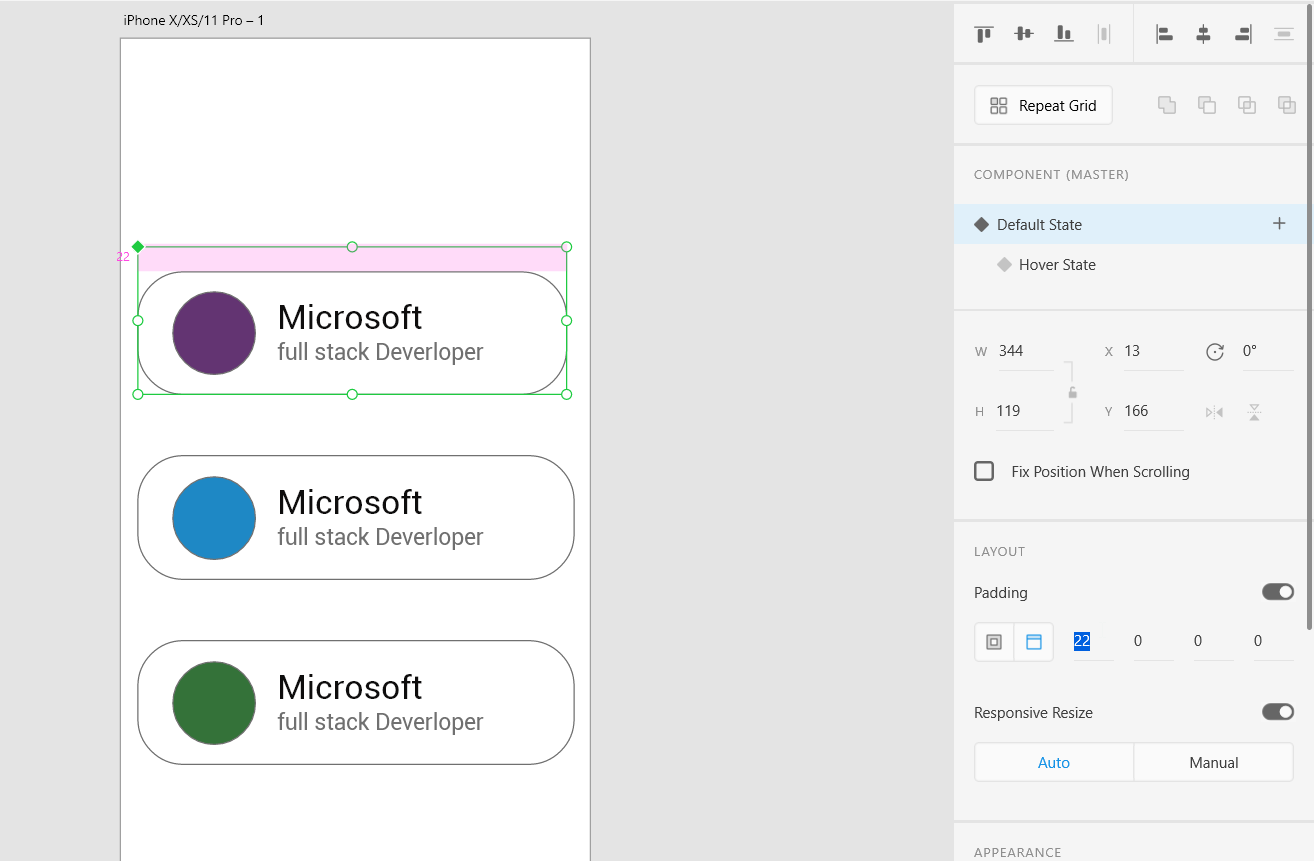 iPhone X/XS/11 Pro – 1
22
Microsoft
full stack Deverloper
Microsoft
full stack Deverloper
Microsoft
full stack Deverloper
Repeat Grid
COMPONENT (MASTER)
Default State
Hover State
W 344 X 13 0°
H 119 Y 166
Fix Position When Scrolling
LAYOUT
Padding
22 0 0 0
Responsive Resize
Auto Manual
APPEARANCE